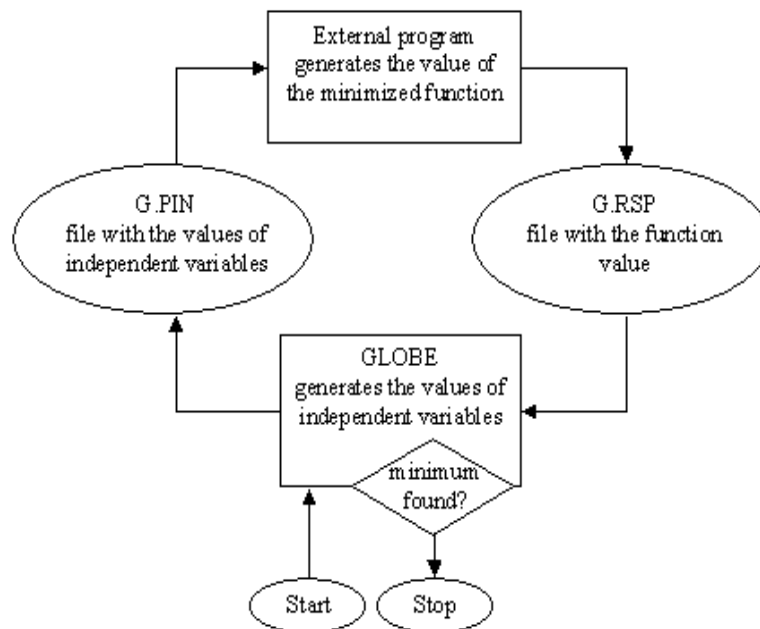 External program
generates the value of
the minimized function
G.PIN
file with the values of
independent variables
G.RSP
file with the function
value
GLOBE
generates the values of
independent variables
minimum
found?
Start
Stop